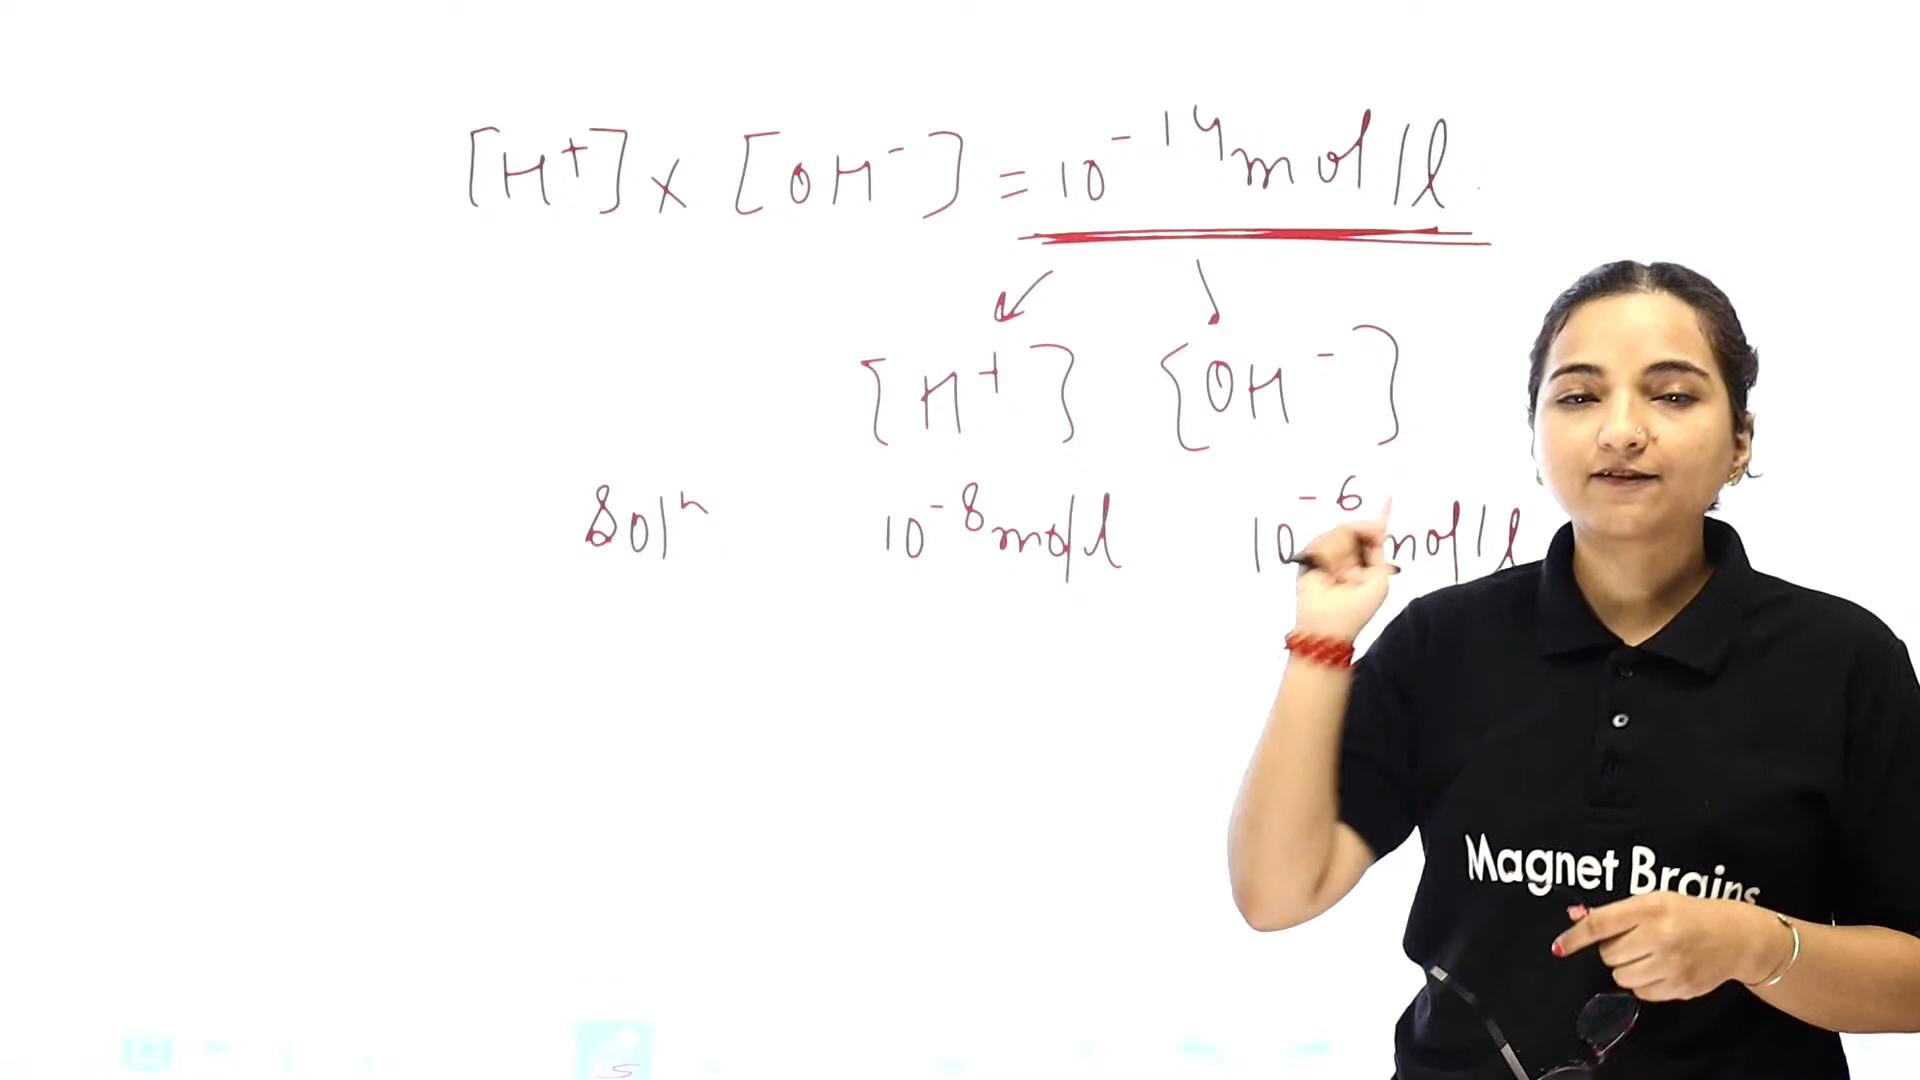 [H⁺] × [OH⁻] = 10⁻¹⁴ mol/l
[H⁺] [OH⁻]
Solⁿ 10⁻⁸ mol/l 10⁻⁶ mol/l
Magnet Brains